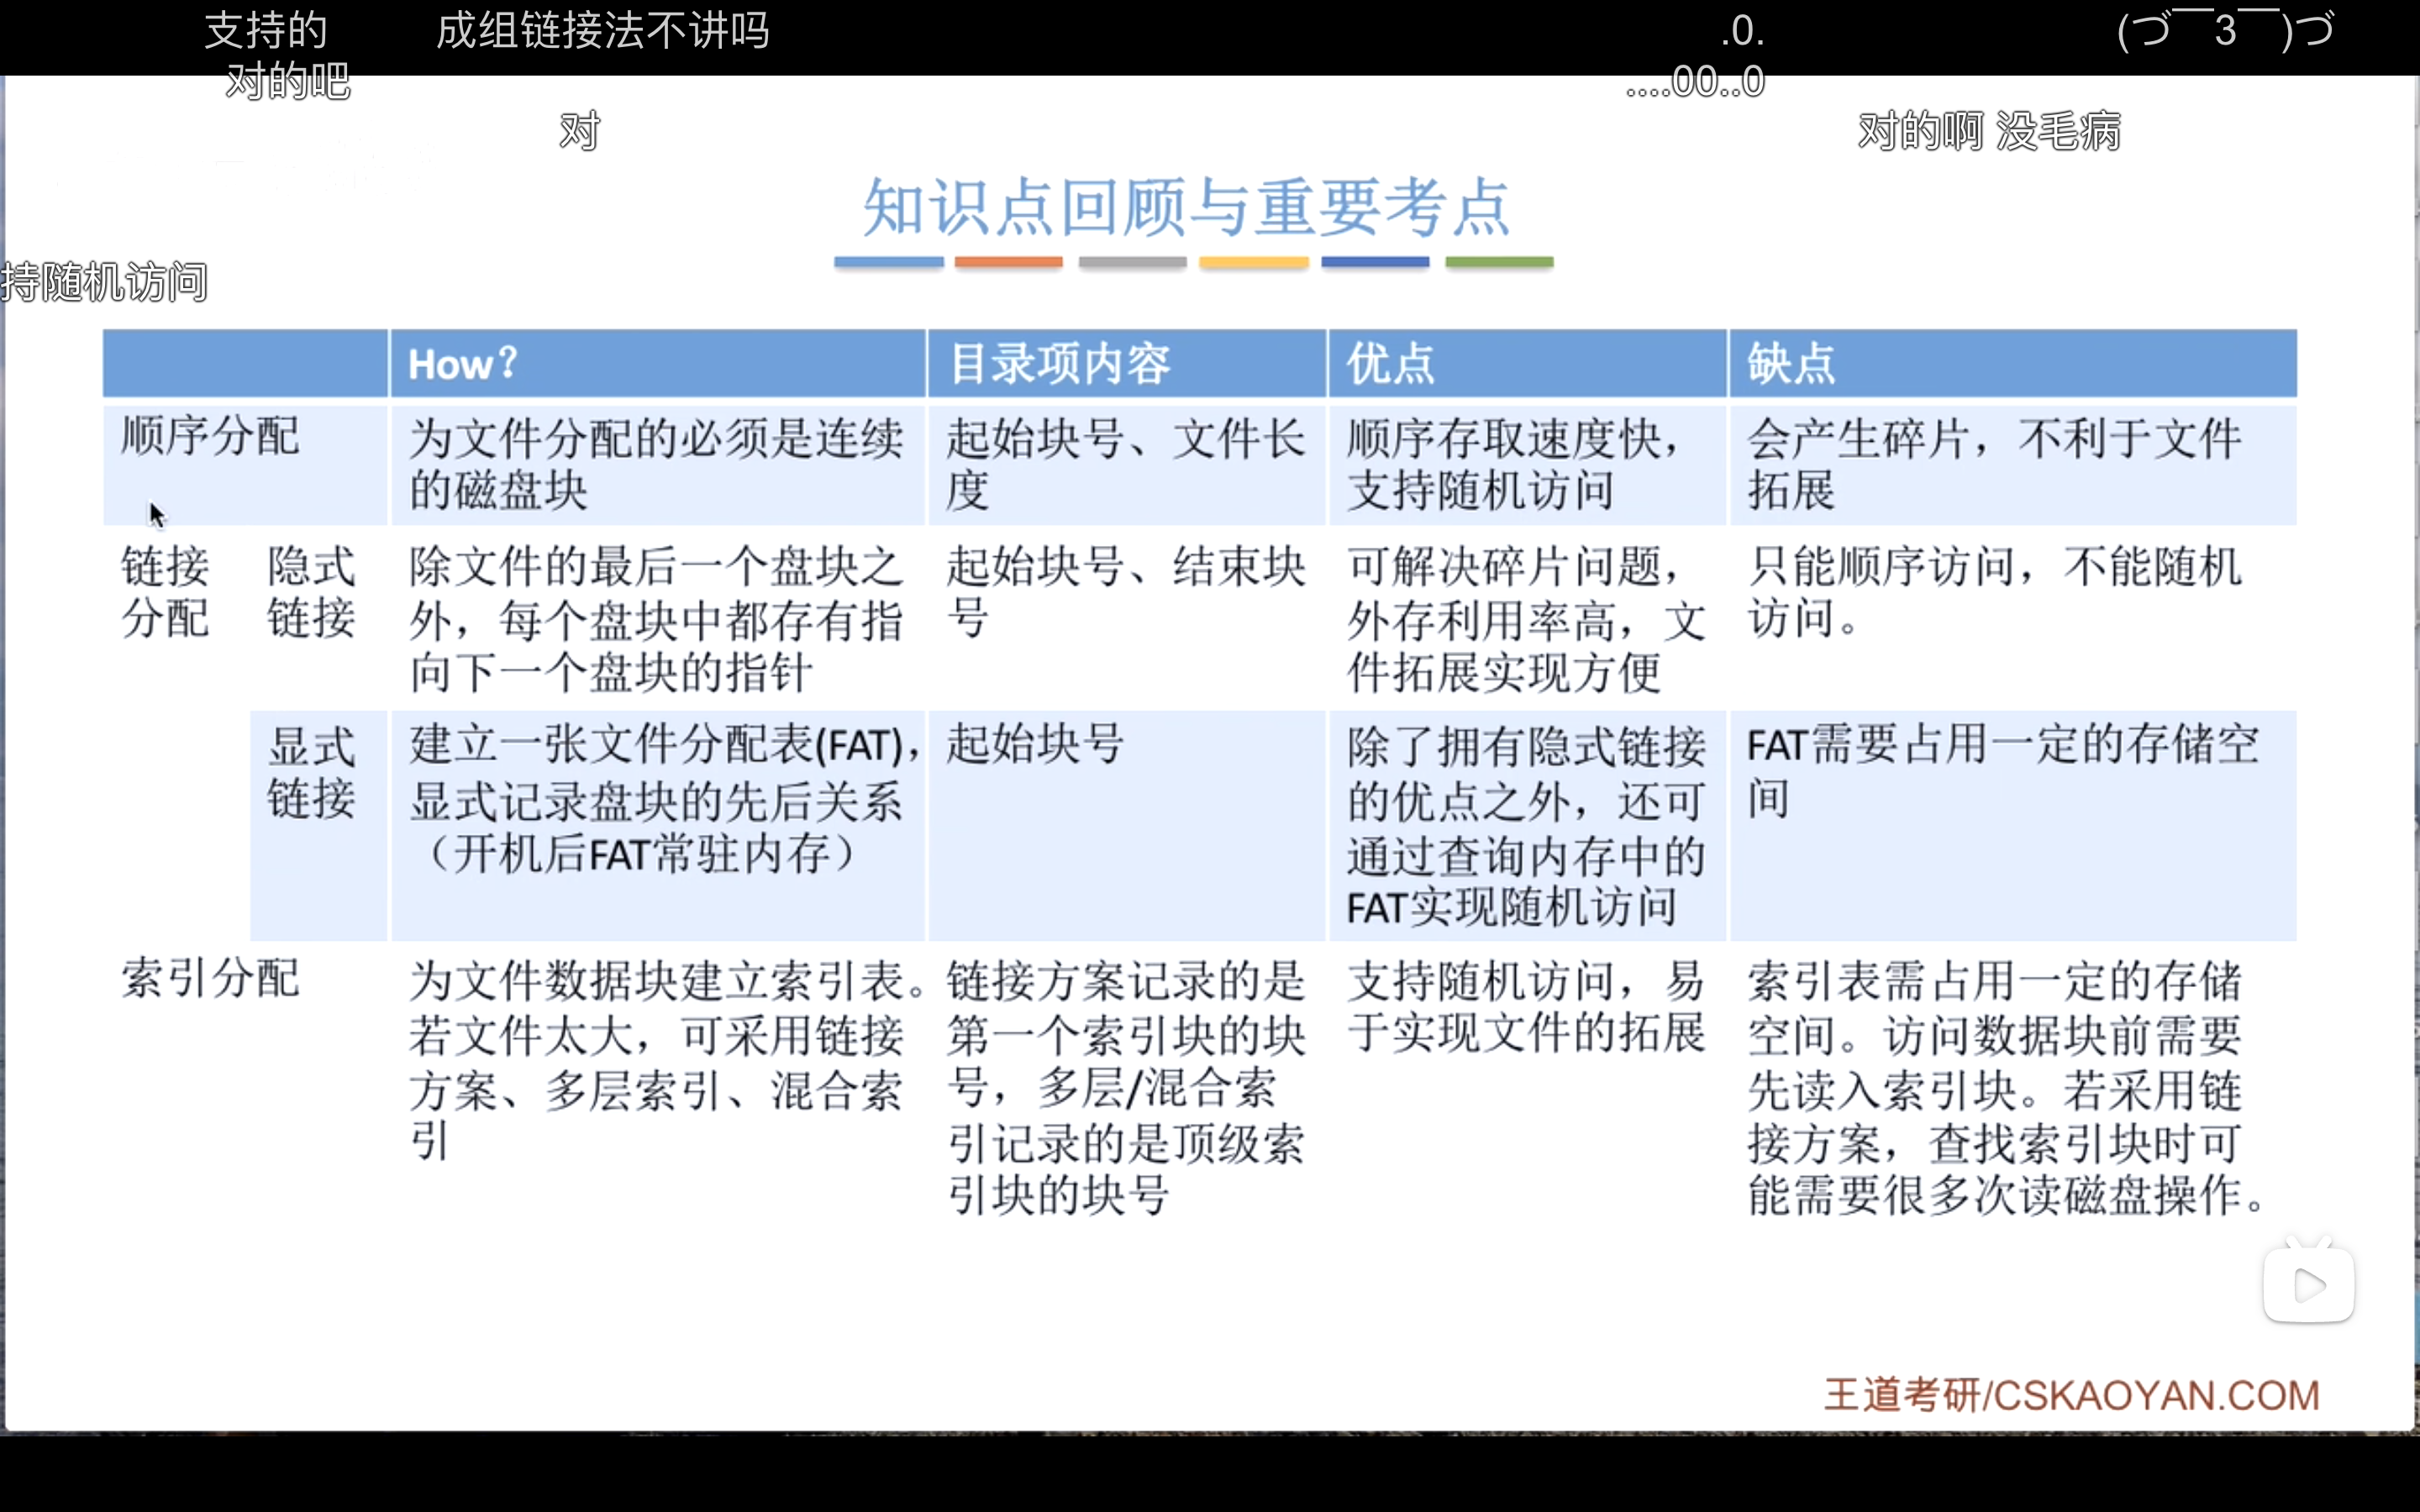 支持的 成组链接法不讲吗 .0. (づ￣3￣)づ
对的吧 ....00..0
对 对的啊 没毛病
知识点回顾与重要考点
持随机访问
How？ 目录项内容 优点 缺点
顺序分配
为文件分配的必须是连续
的磁盘块
起始块号、文件长
度
顺序存取速度快，
支持随机访问
会产生碎片，不利于文件
拓展
链接
分配
隐式
链接
除文件的最后一个盘块之
外，每个盘块中都存有指
向下一个盘块的指针
起始块号、结束块
号
可解决碎片问题，
外存利用率高，文
件拓展实现方便
只能顺序访问，不能随机
访问。
显式
链接
建立一张文件分配表(FAT)，
显式记录盘块的先后关系
（开机后FAT常驻内存）
起始块号
除了拥有隐式链接
的优点之外，还可
通过查询内存中的
FAT实现随机访问
FAT需要占用一定的存储空
间
索引分配
为文件数据块建立索引表。
若文件太大，可采用链接
方案、多层索引、混合索
引
链接方案记录的是
第一个索引块的块
号，多层/混合索
引记录的是顶级索
引块的块号
支持随机访问，易
于实现文件的拓展
索引表需占用一定的存储
空间。访问数据块前需要
先读入索引块。若采用链
接方案，查找索引块时可
能需要很多次读磁盘操作。
王道考研/CSKAOYAN.COM